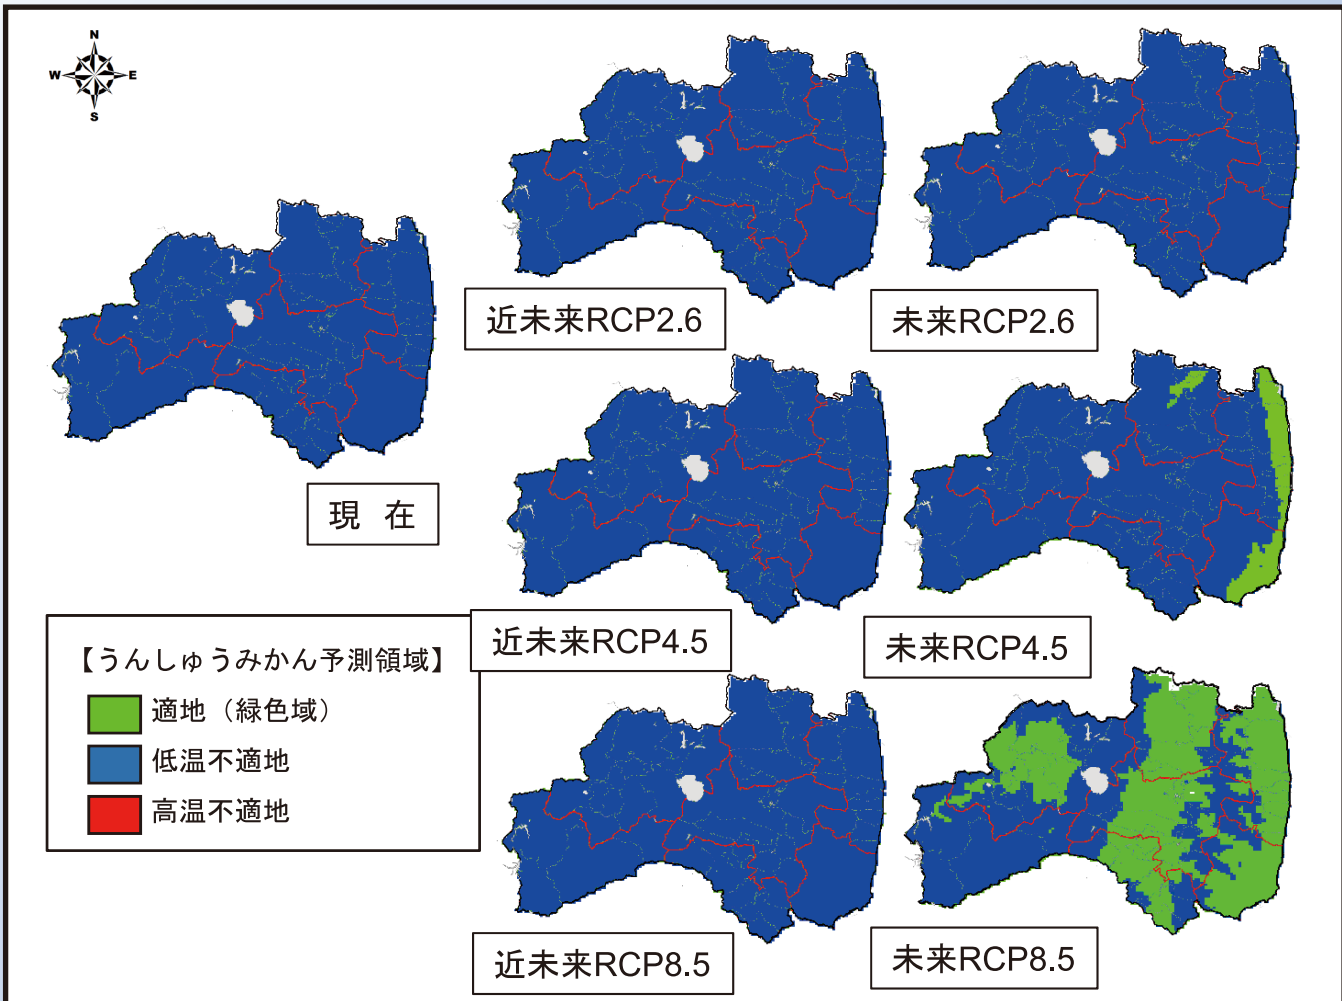 N
W E
S
近未来RCP2.6
未来RCP2.6
現 在
近未来RCP4.5
未来RCP4.5
【うんしゅうみかん予測領域】
適地（緑色域）
低温不適地
高温不適地
近未来RCP8.5
未来RCP8.5